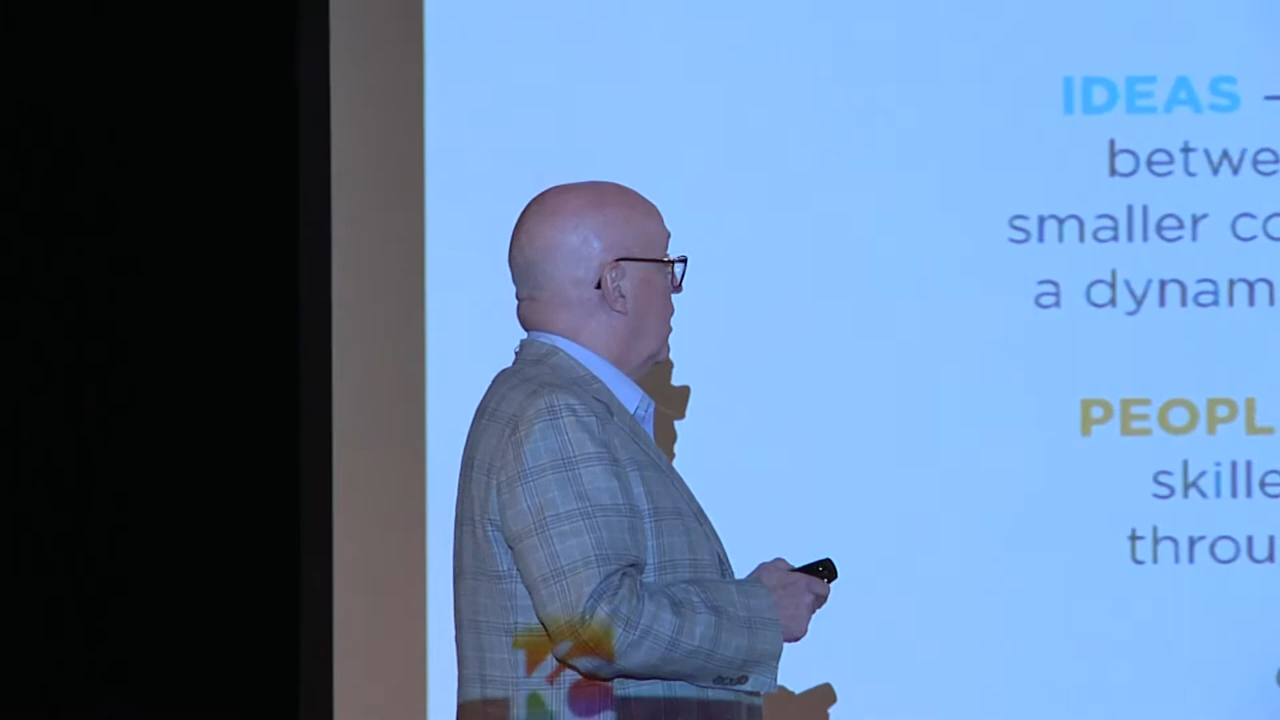 IDEAS –
betwe
smaller co
a dynam
PEOPL
skille
throu